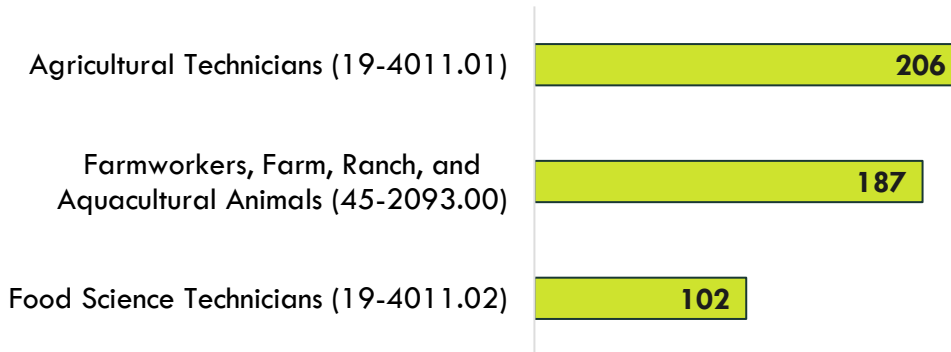 Agricultural Technicians (19-4011.01)
206
Farmworkers, Farm, Ranch, and
Aquacultural Animals (45-2093.00)
187
Food Science Technicians (19-4011.02)
102